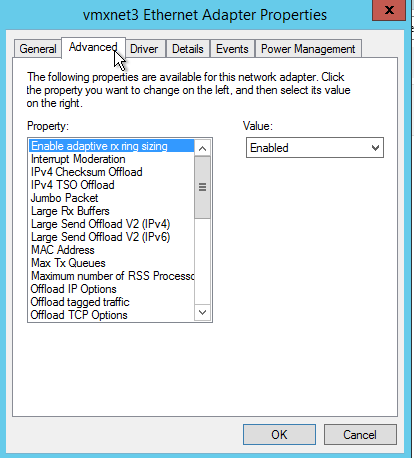 vmxnet3 Ethernet Adapter Properties
x
General Advanced Driver Details Events Power Management
The following properties are available for this network adapter. Click
the property you want to change on the left, and then select its value
on the right.
Property: Value:
Enable adaptive rx ring sizing Enabled
Interrupt Moderation
IPv4 Checksum Offload
IPv4 TSO Offload
Jumbo Packet
Large Rx Buffers
Large Send Offload V2 (IPv4)
Large Send Offload V2 (IPv6)
MAC Address
Max Tx Queues
Maximum number of RSS Processo
Offload IP Options
Offload tagged traffic
Offload TCP Options
OK Cancel